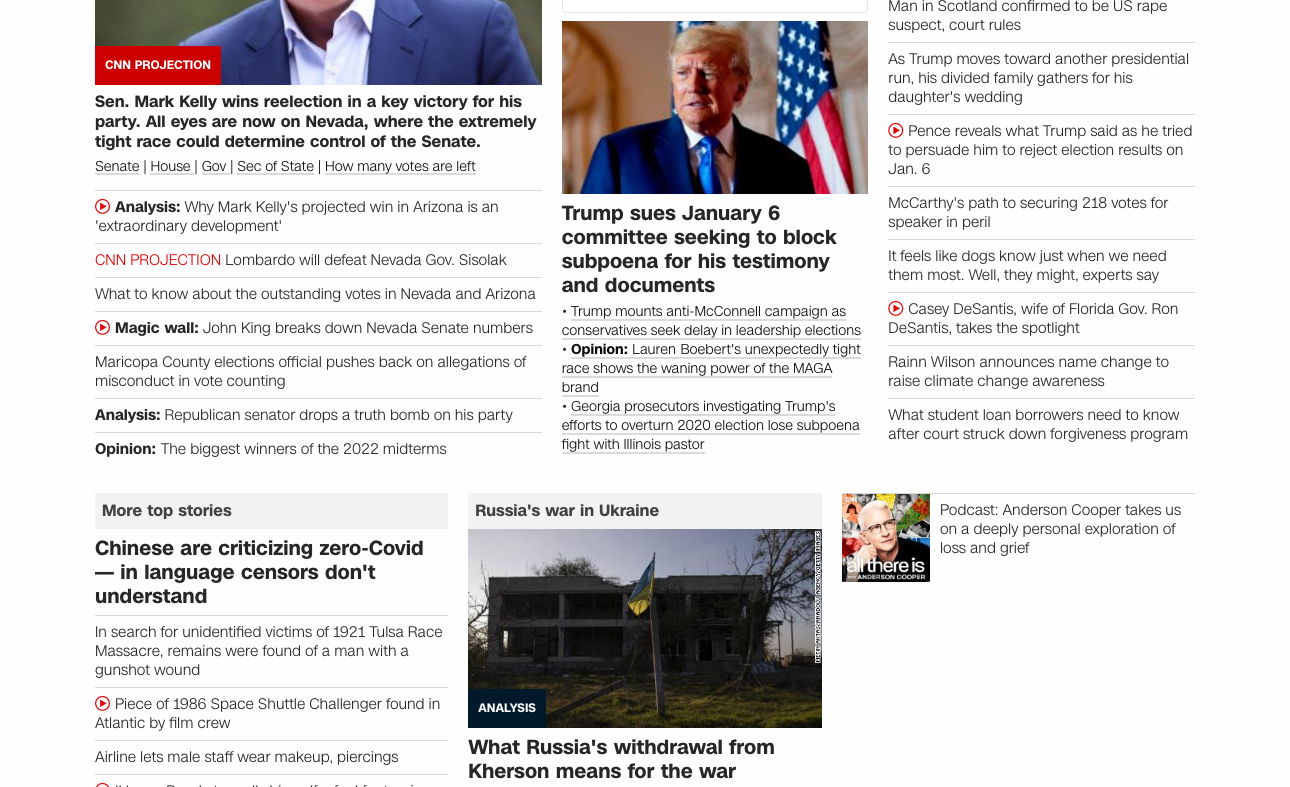 CNN PROJECTION
Sen. Mark Kelly wins reelection in a key victory for his
party. All eyes are now on Nevada, where the extremely
tight race could determine control of the Senate.
Senate | House | Gov | Sec of State | How many votes are left
Analysis: Why Mark Kelly's projected win in Arizona is an
'extraordinary development'
CNN PROJECTION Lombardo will defeat Nevada Gov. Sisolak
What to know about the outstanding votes in Nevada and Arizona
Magic wall: John King breaks down Nevada Senate numbers
Maricopa County elections official pushes back on allegations of
misconduct in vote counting
Analysis: Republican senator drops a truth bomb on his party
Opinion: The biggest winners of the 2022 midterms
Trump sues January 6
committee seeking to block
subpoena for his testimony
and documents
• Trump mounts anti-McConnell campaign as
conservatives seek delay in leadership elections
• Opinion: Lauren Boebert's unexpectedly tight
race shows the waning power of the MAGA
brand
• Georgia prosecutors investigating Trump's
efforts to overturn 2020 election lose subpoena
fight with Illinois pastor
Man in Scotland confirmed to be US rape
suspect, court rules
As Trump moves toward another presidential
run, his divided family gathers for his
daughter's wedding
Pence reveals what Trump said as he tried
to persuade him to reject election results on
Jan. 6
McCarthy's path to securing 218 votes for
speaker in peril
It feels like dogs know just when we need
them most. Well, they might, experts say
Casey DeSantis, wife of Florida Gov. Ron
DeSantis, takes the spotlight
Rainn Wilson announces name change to
raise climate change awareness
What student loan borrowers need to know
after court struck down forgiveness program
More top stories
Chinese are criticizing zero-Covid
— in language censors don't
understand
In search for unidentified victims of 1921 Tulsa Race
Massacre, remains were found of a man with a
gunshot wound
Piece of 1986 Space Shuttle Challenger found in
Atlantic by film crew
Airline lets male staff wear makeup, piercings
Russia's war in Ukraine
ANALYSIS
What Russia's withdrawal from
Kherson means for the war
all there is
ANDERSON COOPER
Podcast: Anderson Cooper takes us
on a deeply personal exploration of
loss and grief